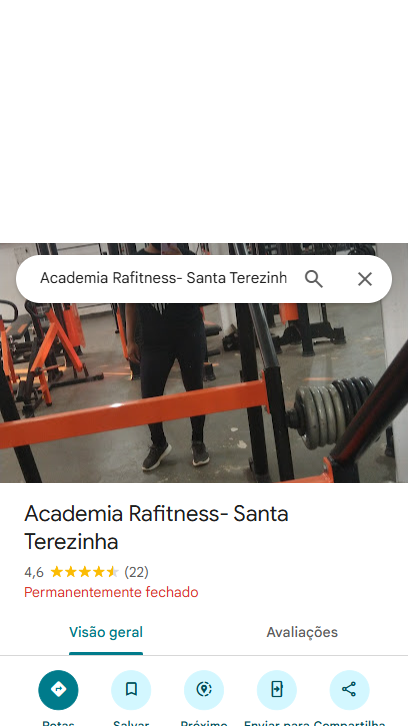 Academia Rafitness- Santa Terezinh
Academia Rafitness- Santa
Terezinha
4,6 (22)
Permanentemente fechado
Visão geral Avaliações
Rotas Salvar Próximo Enviar para Compartilha